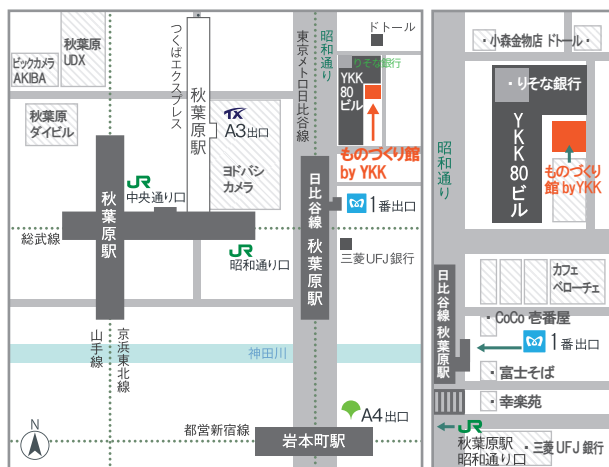 秋葉原
UDX
ビックカメラ
AKIBA
秋葉原
ダイビル
つくばエクスプレス
秋葉原駅
TX
A3出口
ヨドバシ
カメラ
東京メトロ日比谷線
昭和通り
ドトール
りそな銀行
YKK
80
ビル
ものづくり館
by YKK
JR
中央通り口
秋葉原駅
総武線
JR
昭和通り口
日比谷線 秋葉原駅
1番出口
三菱UFJ銀行
山手線
京浜東北線
神田川
N
都営新宿線
A4出口
岩本町駅
・小森金物店
ドトール・
・りそな銀行
YKK80ビル
ものづくり
館 by YKK
昭和通り
カフェ
ベローチェ
日比谷線 秋葉原駅
・CoCo 壱番屋
1番出口
・富士そば
・幸楽苑
JR
秋葉原駅
昭和通り口
・三菱UFJ銀行